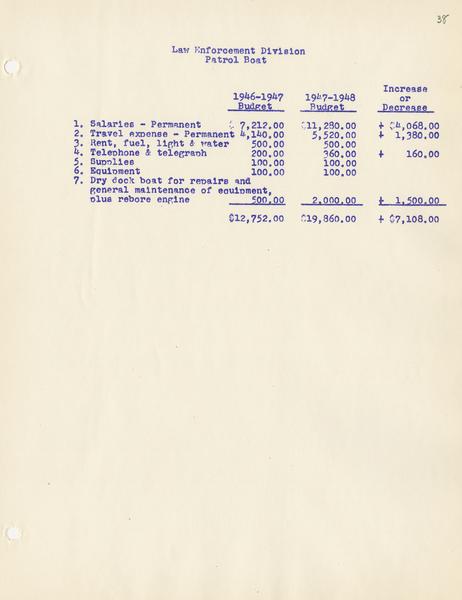 38
Law Enforcement Division
Patrol Boat
Increase
1946-1947 1947-1948 or
Budget Budget Decrease
1. Salaries - Permanent $ 7,212.00 $11,280.00 + $4,068.00
2. Travel expense - Permanent 4,140.00 5,520.00 + 1,380.00
3. Rent, fuel, light & water 500.00 500.00
4. Telephone & telegraph 200.00 360.00 + 160.00
5. Supplies 100.00 100.00
6. Equipment 100.00 100.00
7. Dry dock boat for repairs and
general maintenance of equipment,
plus rebore engine 500.00 2,000.00 + 1,500.00
$12,752.00 $19,860.00 + $7,108.00